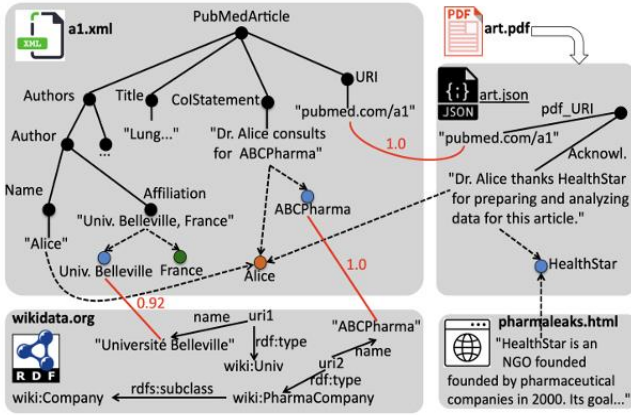 PubMedArticle
a1.xml
XML
Authors
Title
ColStatement
URI
"Lung..."
"Dr. Alice consults
for ABCPharma"
"pubmed.com/a1"
Author
...
Name
Affiliation
"Univ. Belleville, France"
"Alice"
ABCPharma
Univ. Belleville
France
Alice
1.0
1.0
0.92
PDF
art.pdf
{;}
JSON
art.json
pdf_URI
"pubmed.com/a1"
Acknowl.
"Dr. Alice thanks HealthStar
for preparing and analyzing
data for this article."
HealthStar
wikidata.org
RDF
name
uri1
"Université Belleville"
rdf:type
wiki:Univ
"ABCPharma"
uri2
name
rdf:type
wiki:Company
rdfs:subclass
wiki:PharmaCompany
pharmaleaks.html
"HealthStar is an
NGO founded
founded by pharmaceutical
companies in 2000. Its goal..."